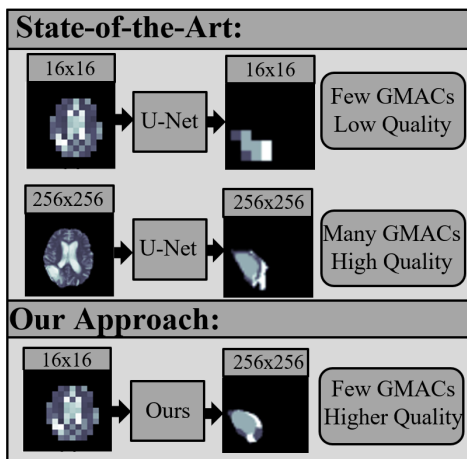 State-of-the-Art:
16x16
16x16
U-Net
Few GMACs
Low Quality
256x256
256x256
U-Net
Many GMACs
High Quality
Our Approach:
16x16
256x256
Ours
Few GMACs
Higher Quality